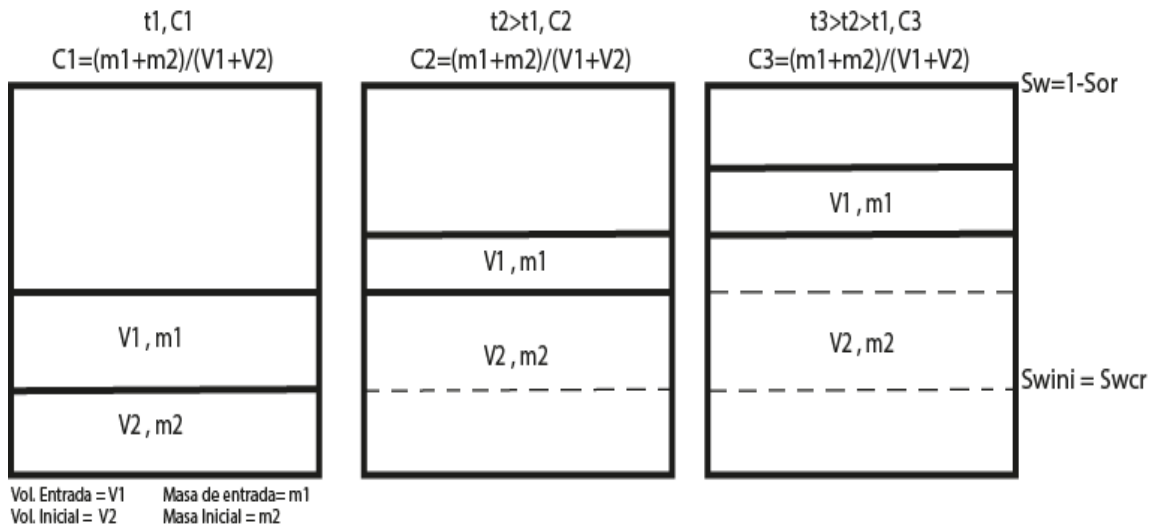 t1, C1
C1=(m1+m2)/(V1+V2)
t2>t1, C2
C2=(m1+m2)/(V1+V2)
t3>t2>t1, C3
C3=(m1+m2)/(V1+V2)
Sw=1-Sor
V1 , m1
V2 , m2
V1 , m1
V2, m2
V1 , m1
V2, m2
Swini = Swcr
Vol. Entrada = V1 Masa de entrada= m1
Vol. Inicial = V2 Masa Inicial = m2